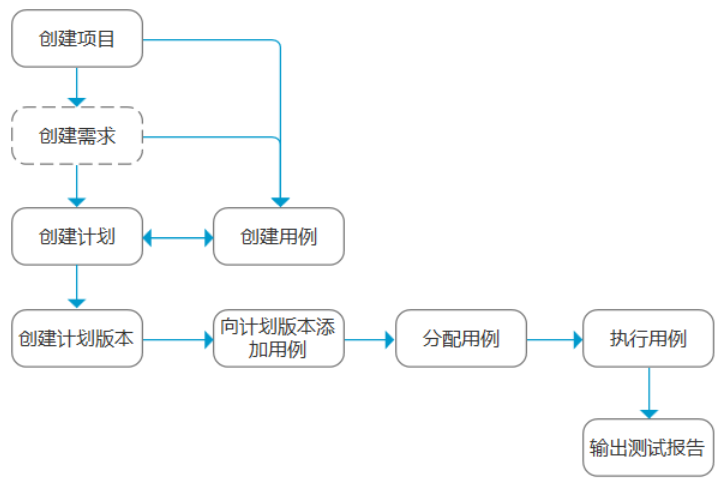 创建项目
创建需求
创建计划
创建用例
创建计划版本
向计划版本添
加用例
分配用例
执行用例
输出测试报告